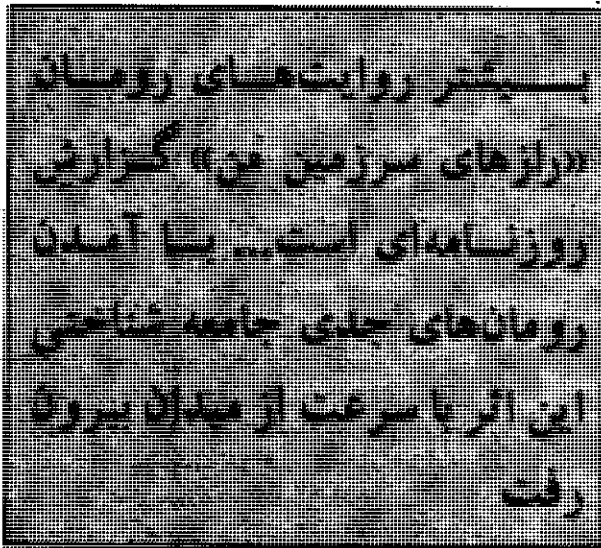 بیشتر روایت‌های رومان
«رازهای سرزمین من» گزارش
روزنامه‌ای است... با آمدن
رومان‌های جدی جامعه شناختی
این اثر با سرعت از میدان بیرون
رفت